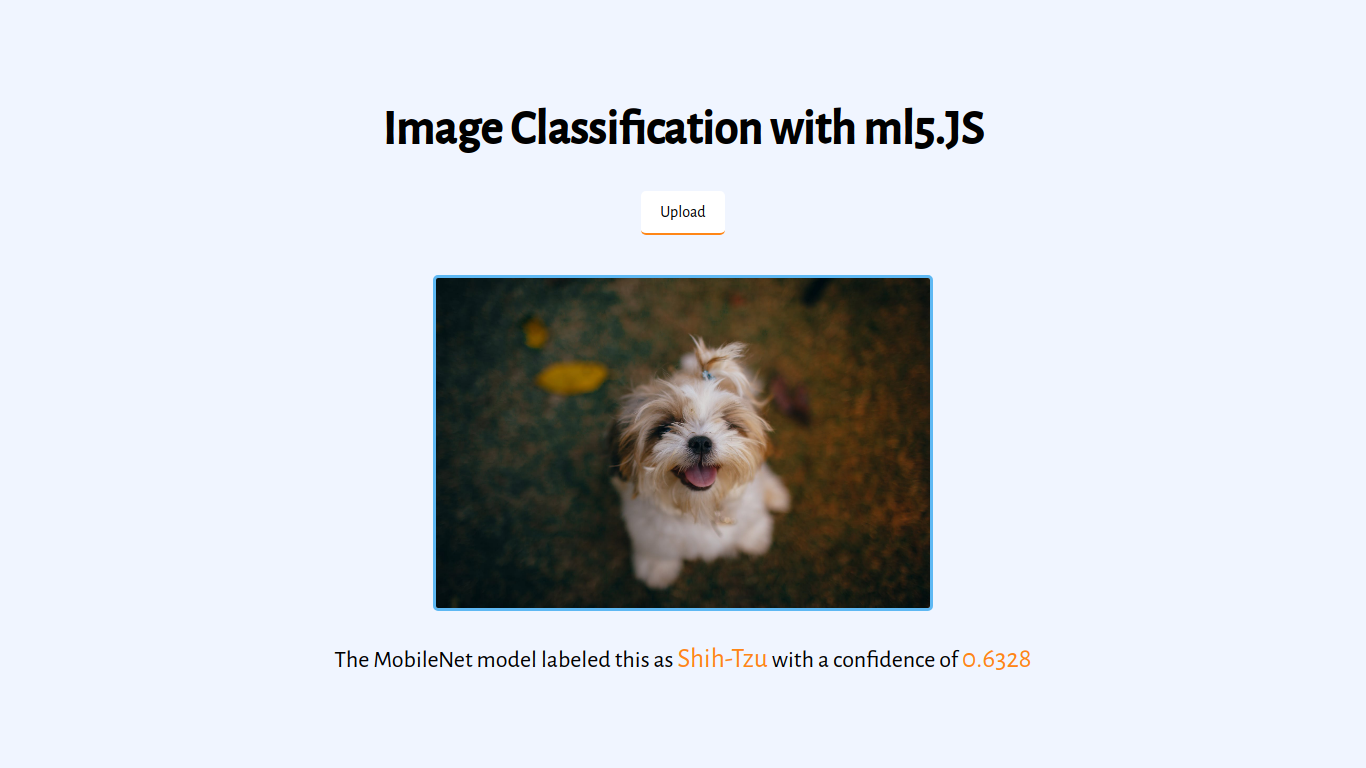 Image Classification with ml5.JS
Upload
The MobileNet model labeled this as Shih-Tzu with a confidence of 0.6328